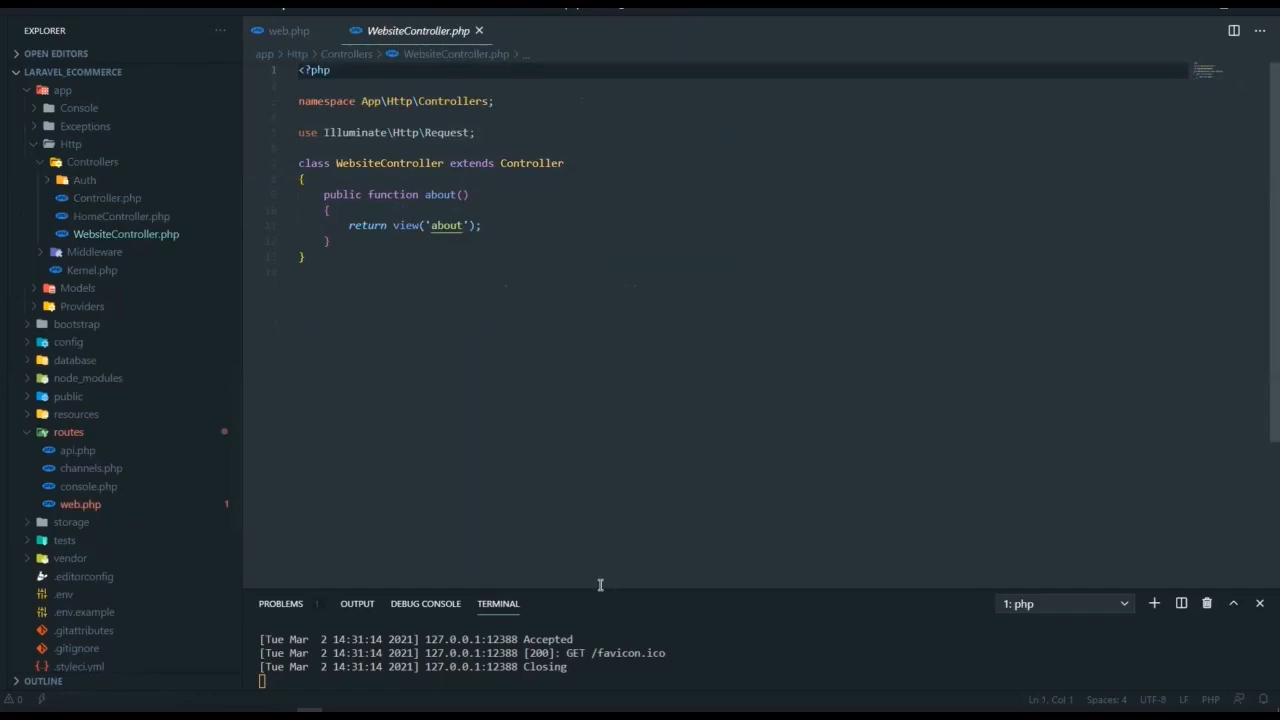 EXPLORER
OPEN EDITORS
LARAVEL_ECOMMERCE
app
Console
Exceptions
Http
Controllers
Auth
Controller.php
HomeController.php
WebsiteController.php
Middleware
Kernel.php
Models
Providers
bootstrap
config
database
node_modules
public
resources
routes
api.php
channels.php
console.php
web.php 1
storage
tests
vendor
.editorconfig
.env
.env.example
.gitattributes
.gitignore
.styleci.yml
OUTLINE
web.php WebsiteController.php
app > Http > Controllers > WebsiteController.php > ...
1 <?php
namespace App\Http\Controllers;
use Illuminate\Http\Request;
class WebsiteController extends Controller
{
public function about()
{
return view('about');
}
}
PROBLEMS 1 OUTPUT DEBUG CONSOLE TERMINAL
1: php
[Tue Mar 2 14:31:14 2021] 127.0.0.1:12388 Accepted
[Tue Mar 2 14:31:14 2021] 127.0.0.1:12388 [200]: GET /favicon.ico
[Tue Mar 2 14:31:14 2021] 127.0.0.1:12388 Closing
0
Ln 1, Col 1 Spaces: 4 UTF-8 LF PHP